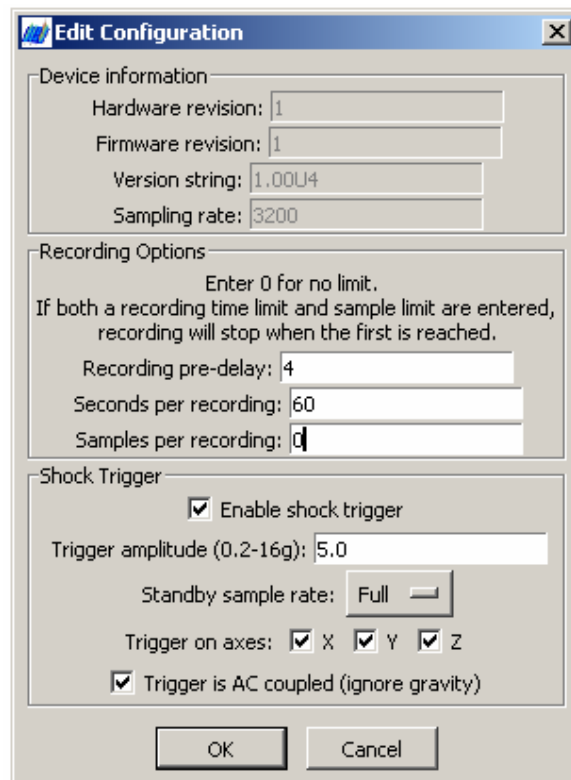 Edit Configuration
Device information
Hardware revision: 1
Firmware revision: 1
Version string: 1.00U4
Sampling rate: 3200
Recording Options
Enter 0 for no limit.
If both a recording time limit and sample limit are entered,
recording will stop when the first is reached.
Recording pre-delay: 4
Seconds per recording: 60
Samples per recording: 0
Shock Trigger
Enable shock trigger
Trigger amplitude (0.2-16g): 5.0
Standby sample rate: Full
Trigger on axes: X Y Z
Trigger is AC coupled (ignore gravity)
OK Cancel